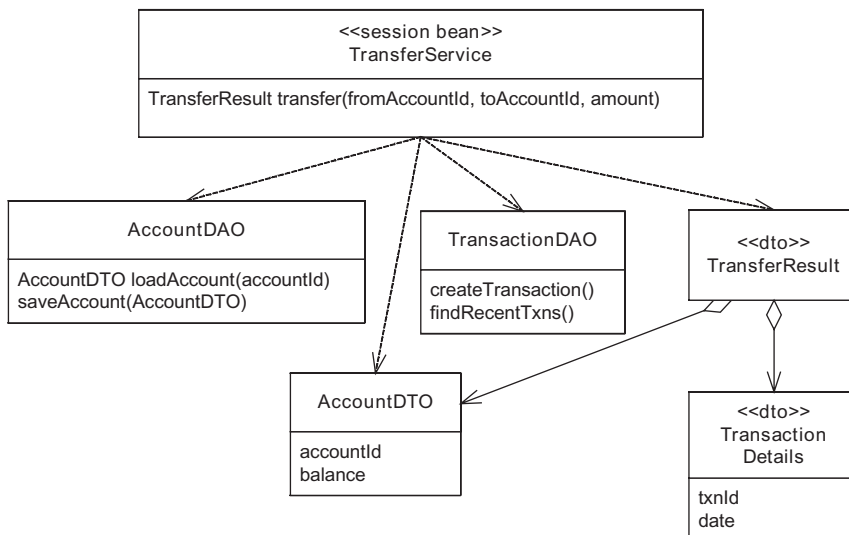 <<session bean>>
TransferService
TransferResult transfer(fromAccountId, toAccountId, amount)
AccountDAO
AccountDTO loadAccount(accountId)
saveAccount(AccountDTO)
TransactionDAO
createTransaction()
findRecentTxns()
<<dto>>
TransferResult
AccountDTO
accountId
balance
<<dto>>
Transaction
Details
txnId
date